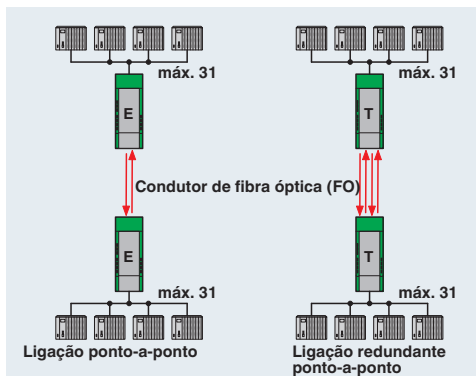 máx. 31
máx. 31
E
T
Condutor de fibra óptica (FO)
E
T
máx. 31
máx. 31
Ligação ponto-a-ponto
Ligação redundante
ponto-a-ponto